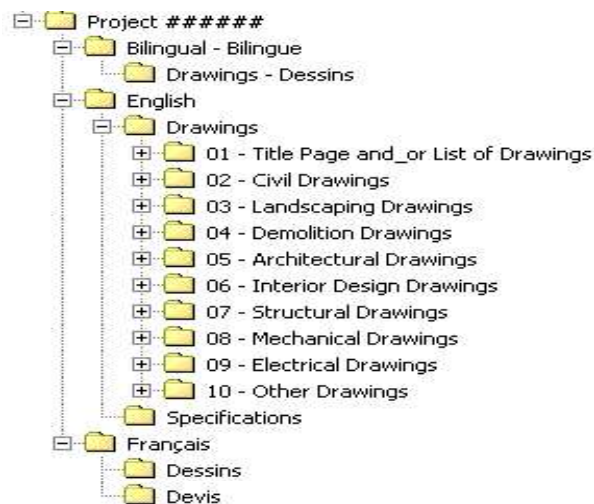 Project ######
Bilingual - Bilingue
Drawings - Dessins
English
Drawings
01 - Title Page and_or List of Drawings
02 - Civil Drawings
03 - Landscaping Drawings
04 - Demolition Drawings
05 - Architectural Drawings
06 - Interior Design Drawings
07 - Structural Drawings
08 - Mechanical Drawings
09 - Electrical Drawings
10 - Other Drawings
Specifications
Français
Dessins
Devis